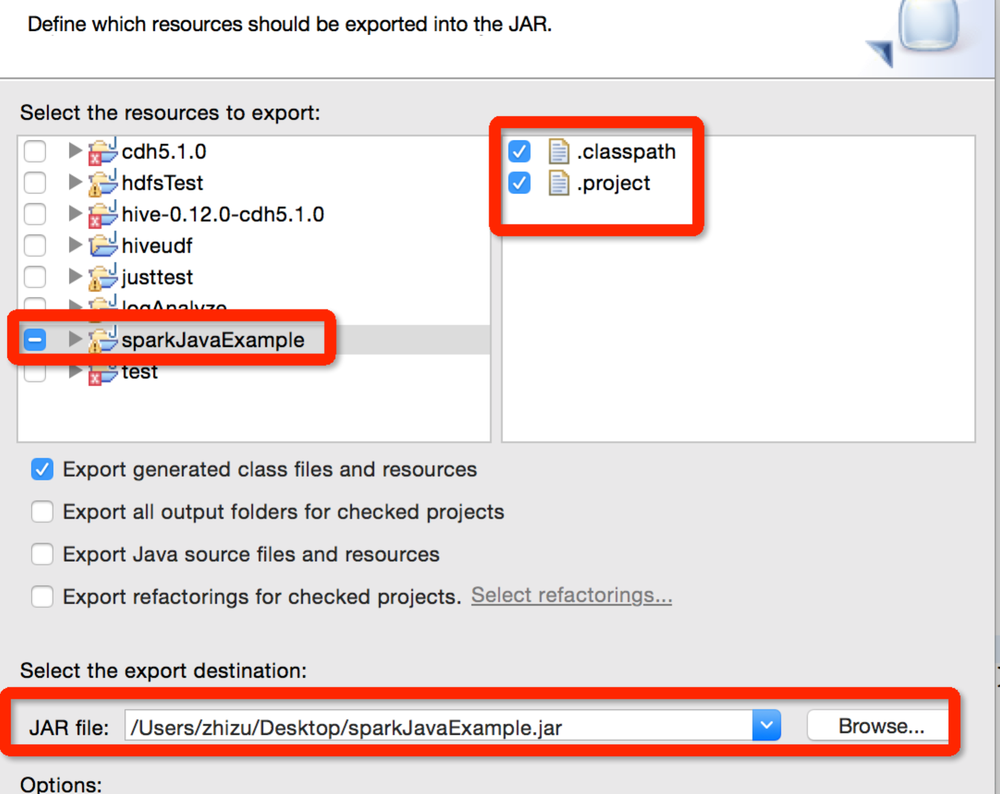 Define which resources should be exported into the JAR.
Select the resources to export:
cdh5.1.0
hdfsTest
hive-0.12.0-cdh5.1.0
hiveudf
justtest
logAnalyze
sparkJavaExample
test
.classpath
.project
Export generated class files and resources
Export all output folders for checked projects
Export Java source files and resources
Export refactorings for checked projects. Select refactorings...
Select the export destination:
JAR file: /Users/zhizu/Desktop/sparkJavaExample.jar Browse...
Options: